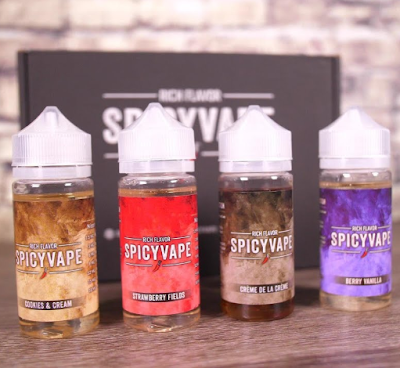 RICH FLAVOR
SPICYVAPE
RICH FLAVOR
SPICYVAPE
COOKIES & CREAM
RICH FLAVOR
SPICYVAPE
STRAWBERRY FIELDS
RICH FLAVOR
SPICYVAPE
CRÈME DE LA CRÈME
RICH FLAVOR
SPICYVAPE
BERRY VANILLA